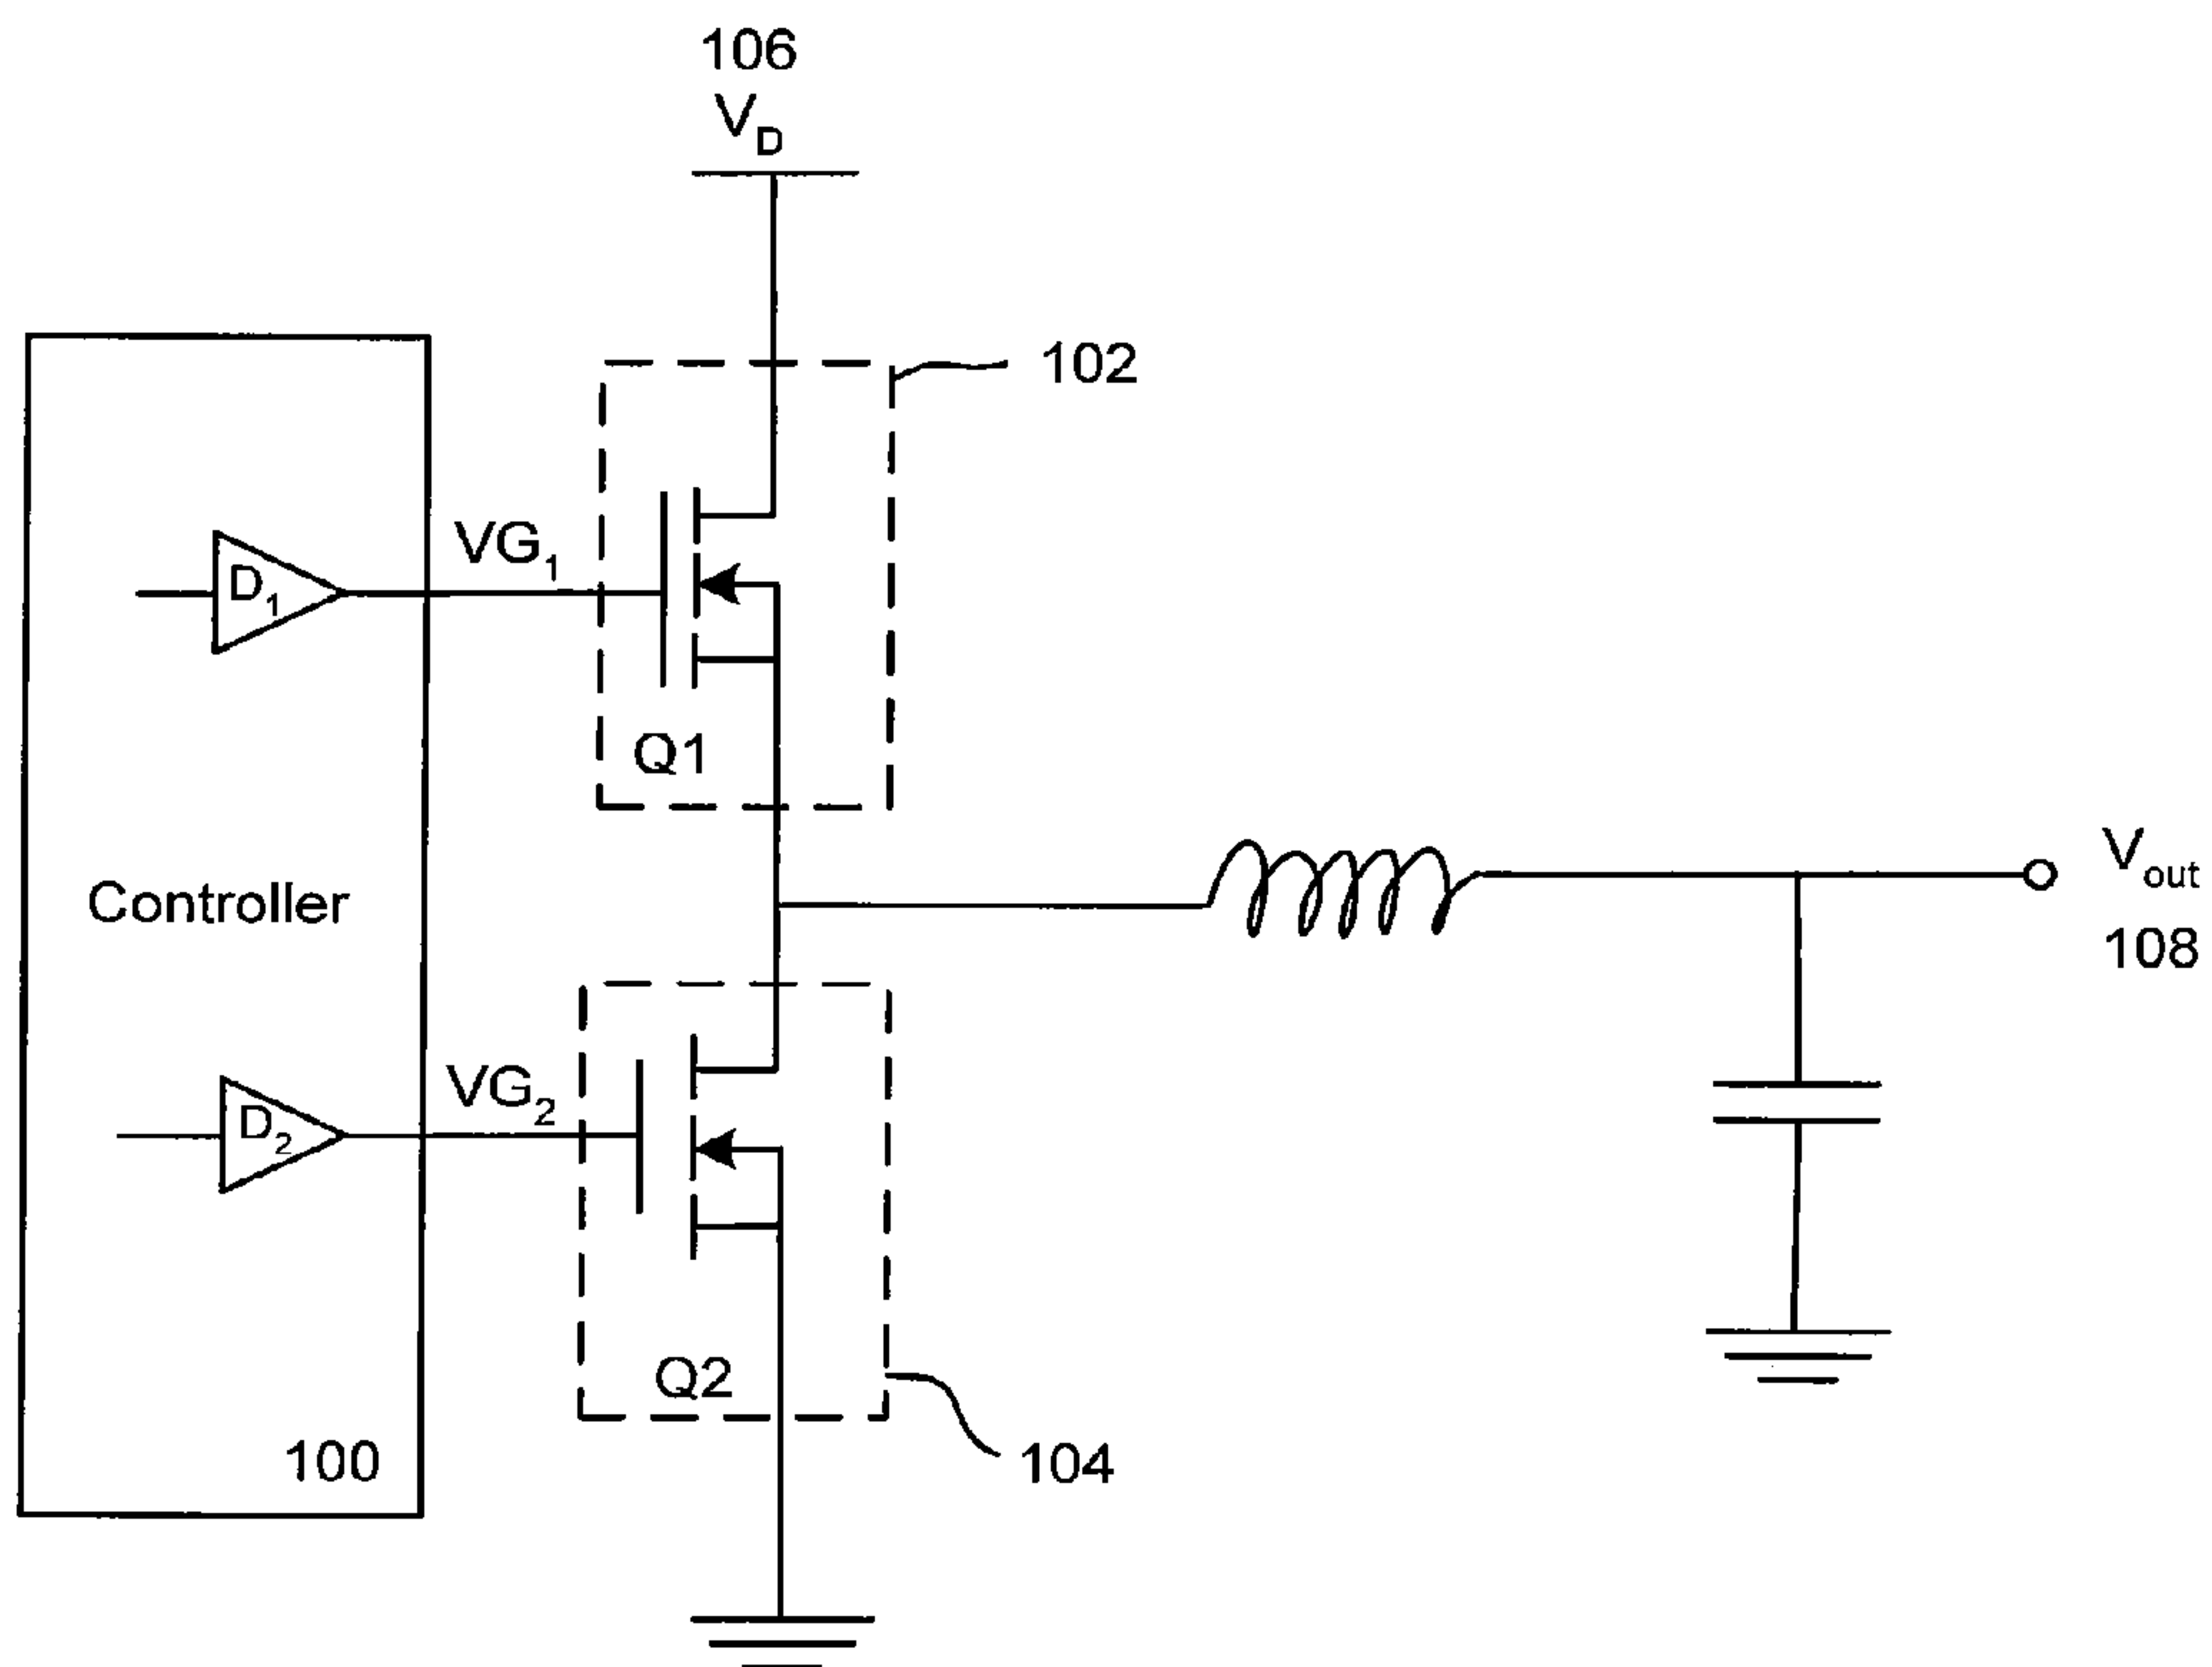 106
V_D
102
D_1
VG_1
Q1
Controller
V_out
108
D_2
VG_2
Q2
100
104